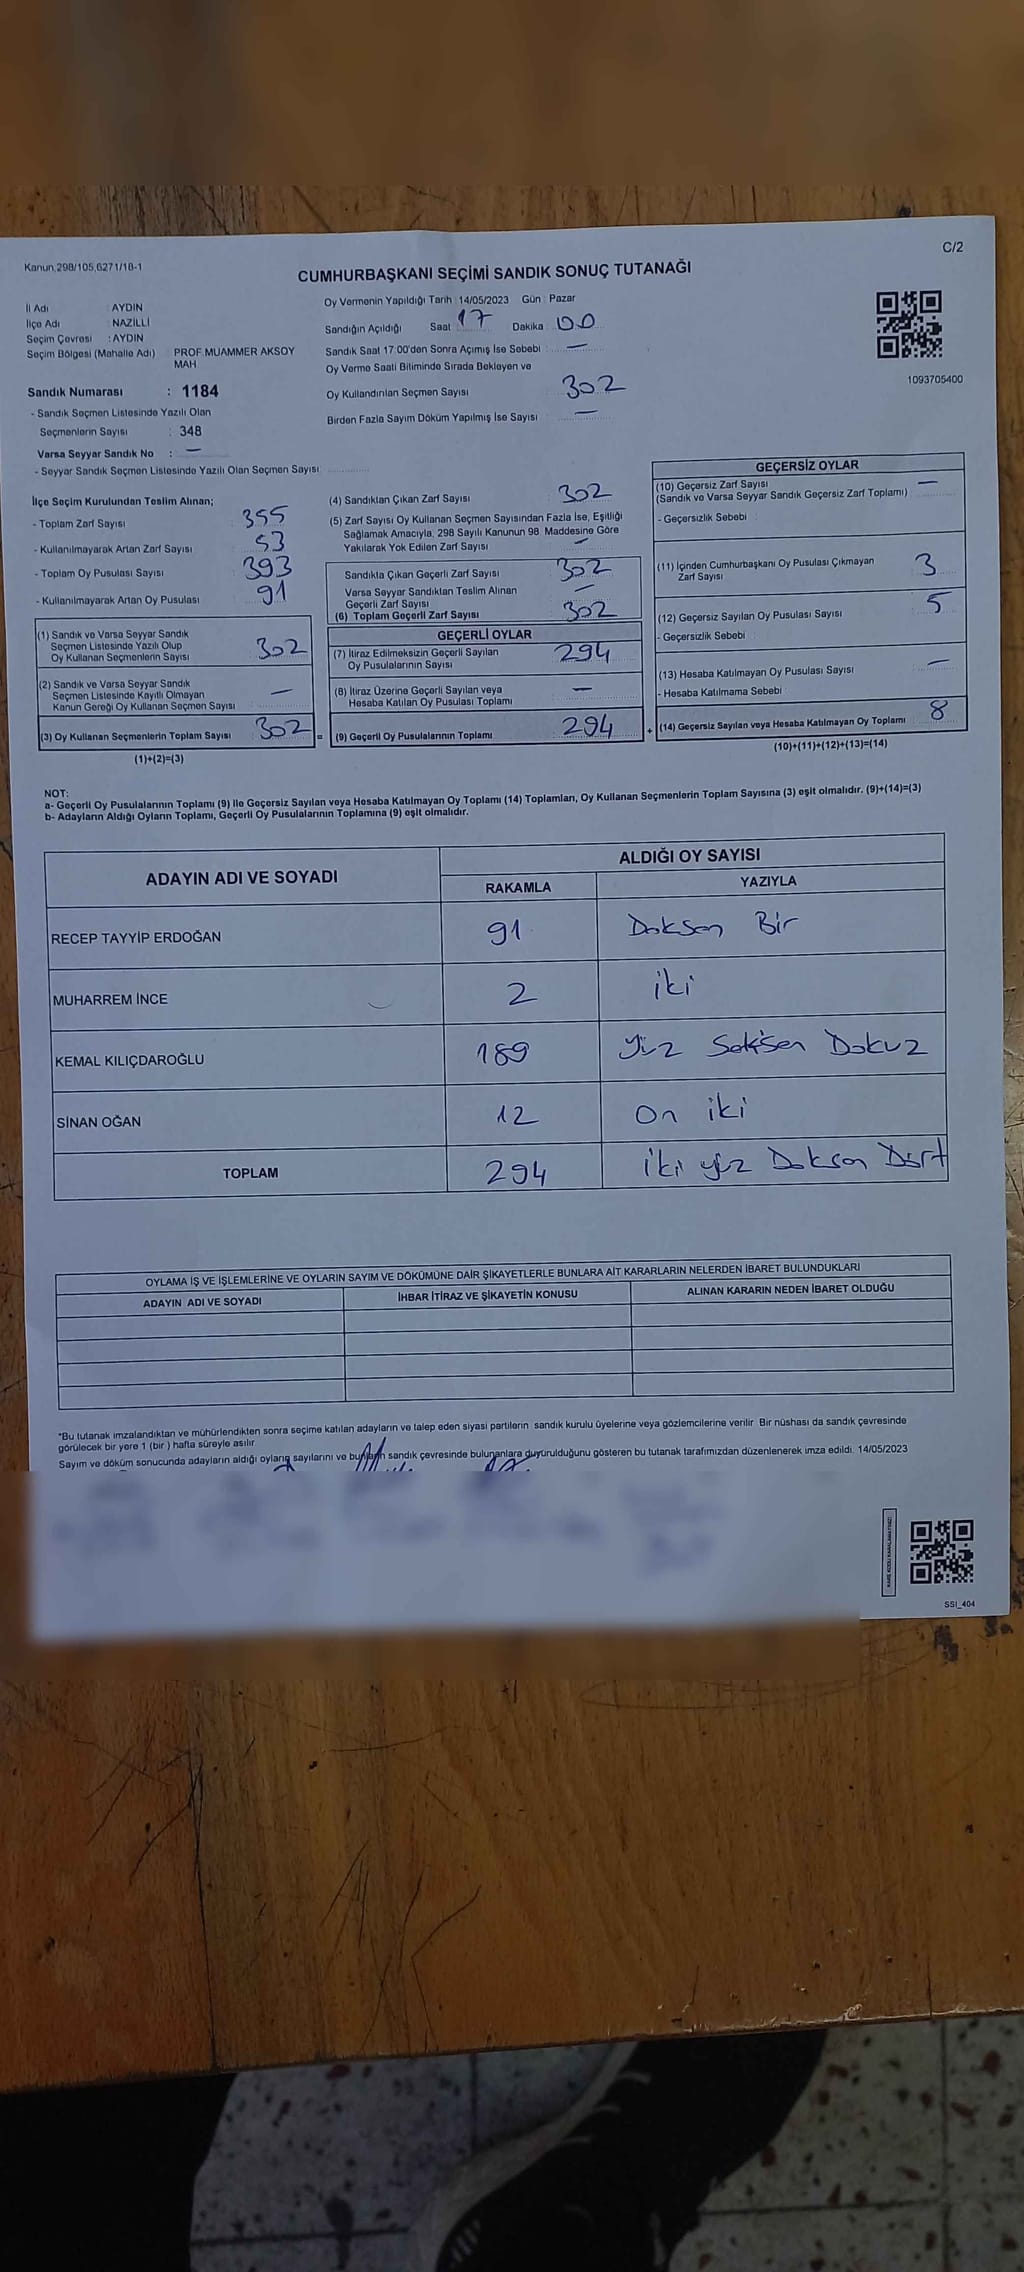 C/2
Kanun.298/105,6271/18-1
CUMHURBAŞKANI SEÇİMİ SANDIK SONUÇ TUTANAĞI
İl Adı : AYDIN
İlçe Adı : NAZİLLİ
Seçim Çevresi : AYDIN
Seçim Bölgesi (Mahalle Adı) PROF.MUAMMER AKSOY
MAH
Sandık Numarası : 1184
- Sandık Seçmen Listesinde Yazılı Olan
Seçmenlerin Sayısı : 348
Varsa Seyyar Sandık No : —
- Seyyar Sandık Seçmen Listesinde Yazılı Olan Seçmen Sayısı
Oy Vermenin Yapıldığı Tarih : 14/05/2023 Gün : Pazar
Sandığın Açıldığı Saat 17 Dakika 00
Sandık Saat 17:00'den Sonra Açımış İse Sebebi : —
Oy Verme Saati Bitiminde Sırada Bekleyen ve
Oy Kullandırılan Seçmen Sayısı 302
Birden Fazla Sayım Döküm Yapılmış İse Sayısı —
1093705400
İlçe Seçim Kurulundan Teslim Alınan;
- Toplam Zarf Sayısı 355
- Kullanılmayarak Artan Zarf Sayısı 53
- Toplam Oy Pusulası Sayısı 393
- Kullanılmayarak Artan Oy Pusulası 91
(1) Sandık ve Varsa Seyyar Sandık
Seçmen Listesinde Yazılı Olup
Oy Kullanan Seçmenlerin Sayısı 302
(2) Sandık ve Varsa Seyyar Sandık
Seçmen Listesinde Kayıtlı Olmayan
Kanun Gereği Oy Kullanan Seçmen Sayısı —
(3) Oy Kullanan Seçmenlerin Toplam Sayısı 302 =
(1)+(2)=(3)
(4) Sandıktan Çıkan Zarf Sayısı 302
(5) Zarf Sayısı Oy Kullanan Seçmen Sayısından Fazla İse, Eşitliği
Sağlamak Amacıyla, 298 Sayılı Kanunun 98. Maddesine Göre
Yakılarak Yok Edilen Zarf Sayısı —
Sandıkta Çıkan Geçerli Zarf Sayısı 302
Varsa Seyyar Sandıktan Teslim Alınan
Geçerli Zarf Sayısı —
(6) Toplam Geçerli Zarf Sayısı 302
GEÇERLİ OYLAR
(7) İtiraz Edilmeksizin Geçerli Sayılan
Oy Pusulalarının Sayısı 294
(8) İtiraz Üzerine Geçerli Sayılan veya
Hesaba Katılan Oy Pusulası Toplamı —
(9) Geçerli Oy Pusulalarının Toplamı 294 +
GEÇERSİZ OYLAR
(10) Geçersiz Zarf Sayısı —
(Sandık ve Varsa Seyyar Sandık Geçersiz Zarf Toplamı)
- Geçersizlik Sebebi :
(11) İçinden Cumhurbaşkanı Oy Pusulası Çıkmayan
Zarf Sayısı 3
(12) Geçersiz Sayılan Oy Pusulası Sayısı 5
- Geçersizlik Sebebi :
(13) Hesaba Katılmayan Oy Pusulası Sayısı —
- Hesaba Katılmama Sebebi
(14) Geçersiz Sayılan veya Hesaba Katılmayan Oy Toplamı 8
(10)+(11)+(12)+(13)=(14)
NOT:
a- Geçerli Oy Pusulalarının Toplamı (9) ile Geçersiz Sayılan veya Hesaba Katılmayan Oy Toplamı (14) Toplamları, Oy Kullanan Seçmenlerin Toplam Sayısına (3) eşit olmalıdır. (9)+(14)=(3)
b- Adayların Aldığı Oyların Toplamı, Geçerli Oy Pusulalarının Toplamına (9) eşit olmalıdır.
ADAYIN ADI VE SOYADI
ALDIĞI OY SAYISI
RAKAMLA YAZIYLA
RECEP TAYYİP ERDOĞAN 91 Doksan Bir
MUHARREM İNCE 2 iki
KEMAL KILIÇDAROĞLU 189 Yüz Seksen Dokuz
SİNAN OĞAN 12 On iki
TOPLAM 294 iki yüz Doksan Dört
OYLAMA İŞ VE İŞLEMLERİNE VE OYLARIN SAYIM VE DÖKÜMÜNE DAİR ŞİKAYETLERLE BUNLARA AİT KARARLARIN NELERDEN İBARET BULUNDUKLARI
ADAYIN ADI VE SOYADI İHBAR İTİRAZ VE ŞİKAYETİN KONUSU ALINAN KARARIN NEDEN İBARET OLDUĞU
*Bu tutanak imzalandıktan ve mühürlendikten sonra seçime katılan adayların ve talep eden siyasi partilerin sandık kurulu üyelerine veya gözlemcilerine verilir. Bir nüshası da sandık çevresinde
görülecek bir yere 1 (bir ) hafta süreyle asılır
Sayım ve döküm sonucunda adayların aldığı oyların sayılarını ve bunların sandık çevresinde bulunanlara duyurulduğunu gösteren bu tutanak tarafımızdan düzenlenerek imza edildi. 14/05/2023
SSI_404